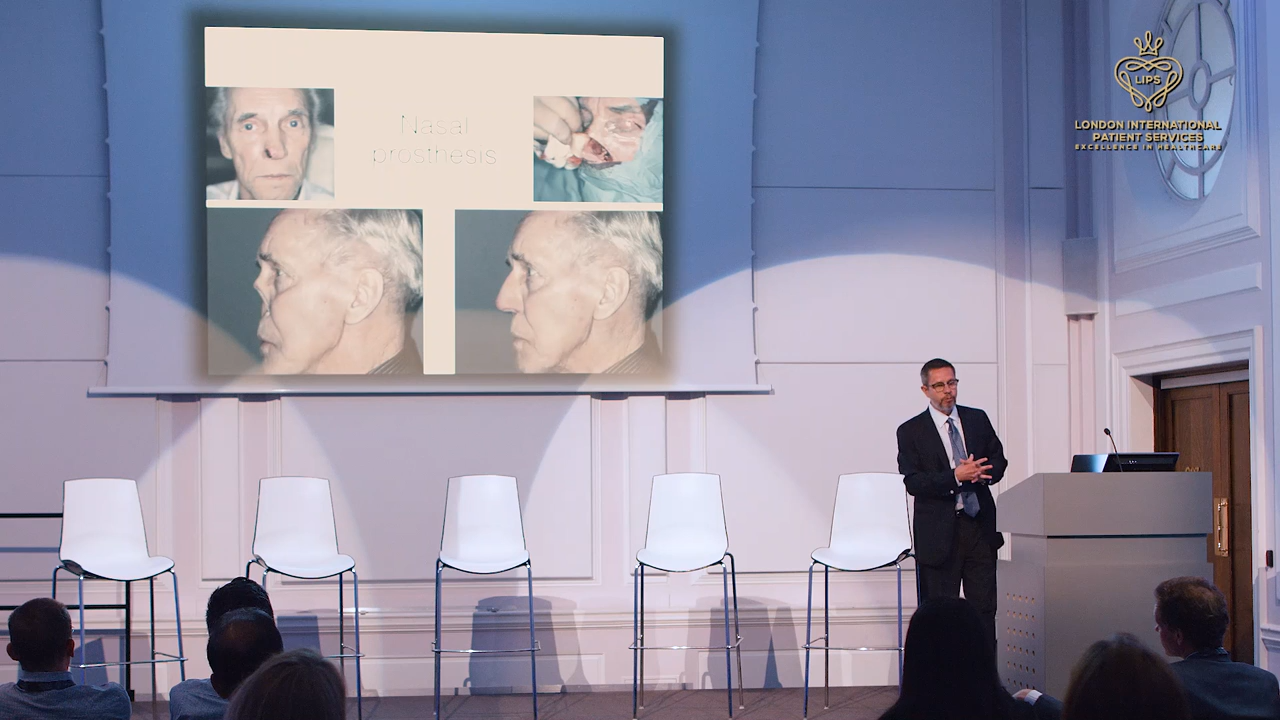 Nasal
prosthesis
LIPS
LONDON INTERNATIONAL
PATIENT SERVICES
EXCELLENCE IN HEALTHCARE